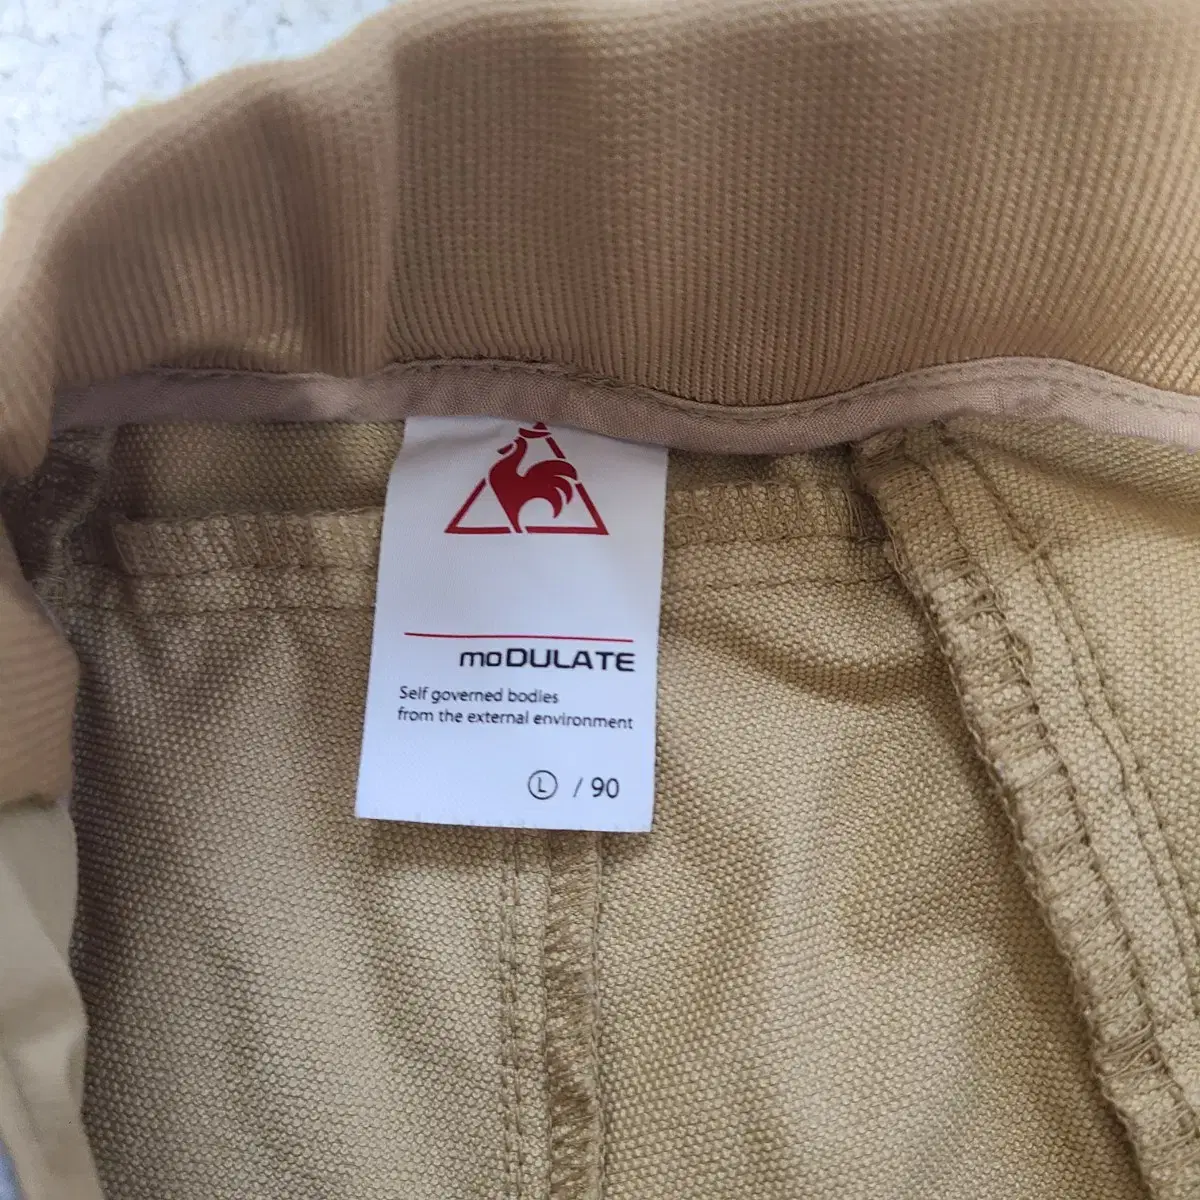 moDULATE
Self governed bodies
from the external environment
Ⓛ / 90